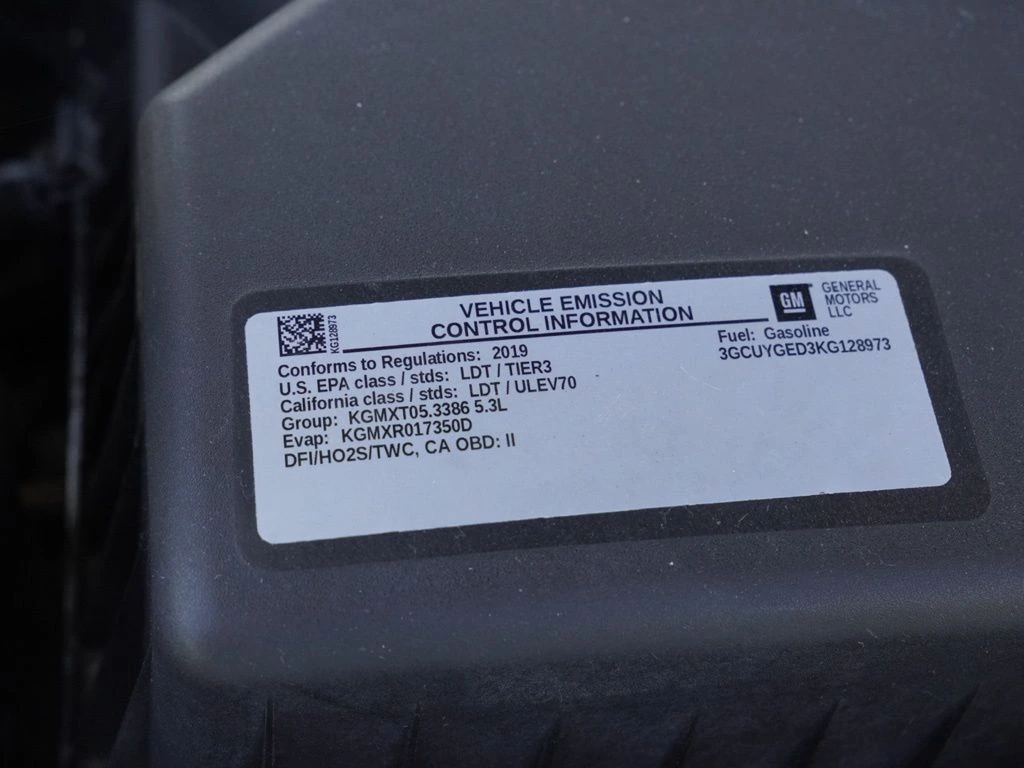 VEHICLE EMISSION
CONTROL INFORMATION
GM
GENERAL
MOTORS
LLC
KG128973
Fuel: Gasoline
3GCUYGED3KG128973
Conforms to Regulations: 2019
U.S. EPA class / stds: LDT / TIER3
California class / stds: LDT / ULEV70
Group: KGMXT05.3386 5.3L
Evap: KGMXR017350D
DFI/HO2S/TWC, CA OBD: II